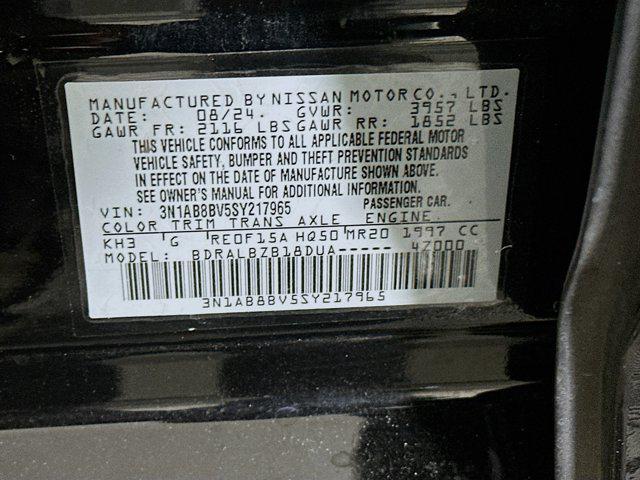 MANUFACTURED BY NISSAN MOTOR CO., LTD.
DATE: 08/24. GVWR: 3957 LBS
GAWR FR: 2116 LBS GAWR RR: 1852 LBS
THIS VEHICLE CONFORMS TO ALL APPLICABLE FEDERAL MOTOR
VEHICLE SAFETY, BUMPER AND THEFT PREVENTION STANDARDS
IN EFFECT ON THE DATE OF MANUFACTURE SHOWN ABOVE.
SEE OWNER'S MANUAL FOR ADDITIONAL INFORMATION
VIN: 3N1AB8BV5SY217965 PASSENGER CAR.
COLOR TRIM TRANS AXLE ENGINE
KH3 G RE0F15A HQ50 MR20 1997 CC
MODEL: BDRALBZB18DUA----- 4Z000
3N1AB8BV5SY217965